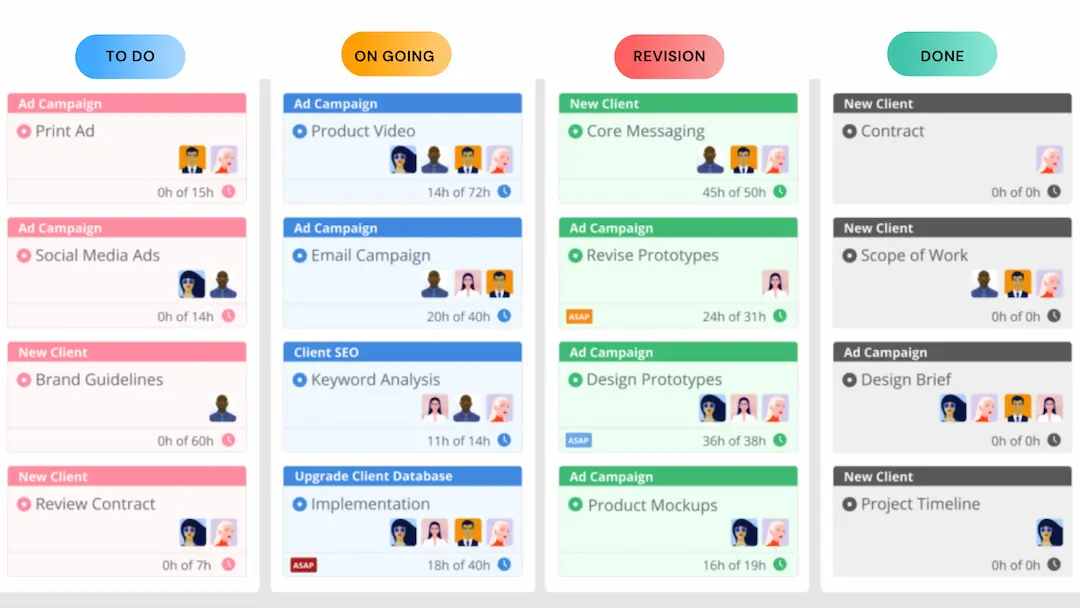 TO DO
Ad Campaign
Print Ad
0h of 15h
Ad Campaign
Social Media Ads
0h of 14h
New Client
Brand Guidelines
0h of 60h
New Client
Review Contract
0h of 7h
ON GOING
Ad Campaign
Product Video
14h of 72h
Ad Campaign
Email Campaign
20h of 40h
Client SEO
Keyword Analysis
11h of 14h
Upgrade Client Database
Implementation
ASAP 18h of 40h
REVISION
New Client
Core Messaging
45h of 50h
Ad Campaign
Revise Prototypes
ASAP 24h of 31h
Ad Campaign
Design Prototypes
ASAP 36h of 38h
Ad Campaign
Product Mockups
16h of 19h
DONE
New Client
Contract
0h of 0h
New Client
Scope of Work
0h of 0h
Ad Campaign
Design Brief
0h of 0h
New Client
Project Timeline
0h of 0h